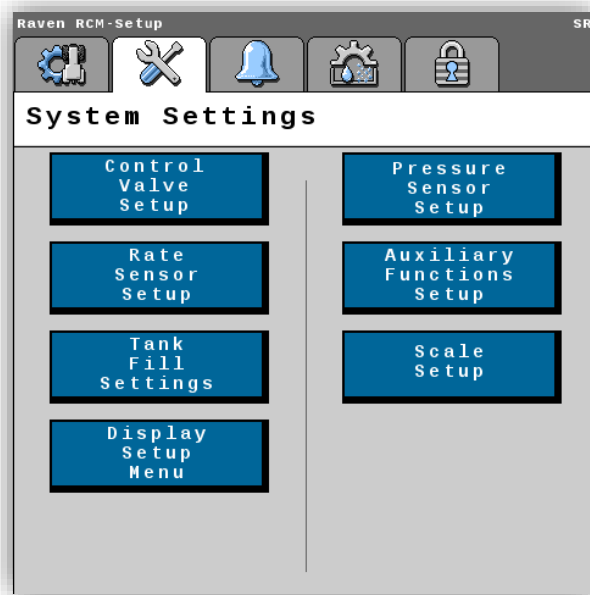 Raven RCM-Setup SR
System Settings
Control
Valve
Setup
Pressure
Sensor
Setup
Rate
Sensor
Setup
Auxiliary
Functions
Setup
Tank
Fill
Settings
Scale
Setup
Display
Setup
Menu